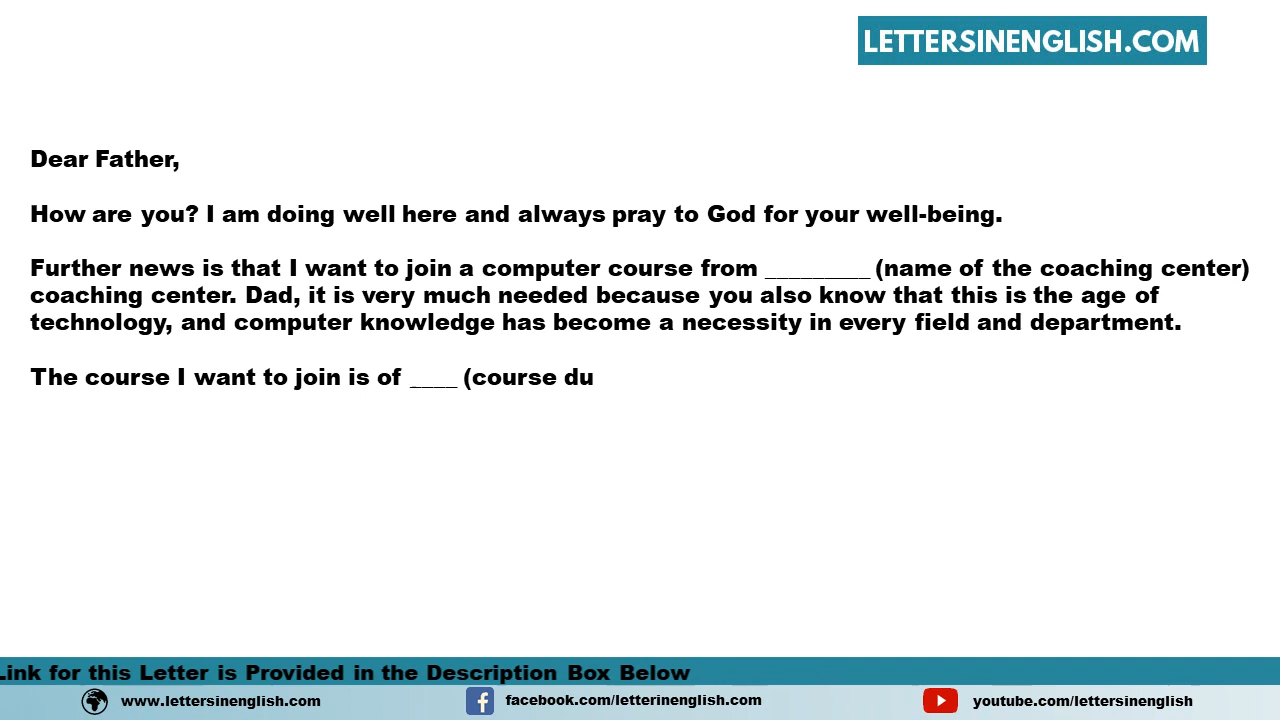 LETTERSINENGLISH.COM
Dear Father,
How are you? I am doing well here and always pray to God for your well-being.
Further news is that I want to join a computer course from _________ (name of the coaching center)
coaching center. Dad, it is very much needed because you also know that this is the age of
technology, and computer knowledge has become a necessity in every field and department.
The course I want to join is of ____ (course du
Link for this Letter is Provided in the Description Box Below
www.lettersinenglish.com
facebook.com/letterinenglish.com
youtube.com/lettersinenglish